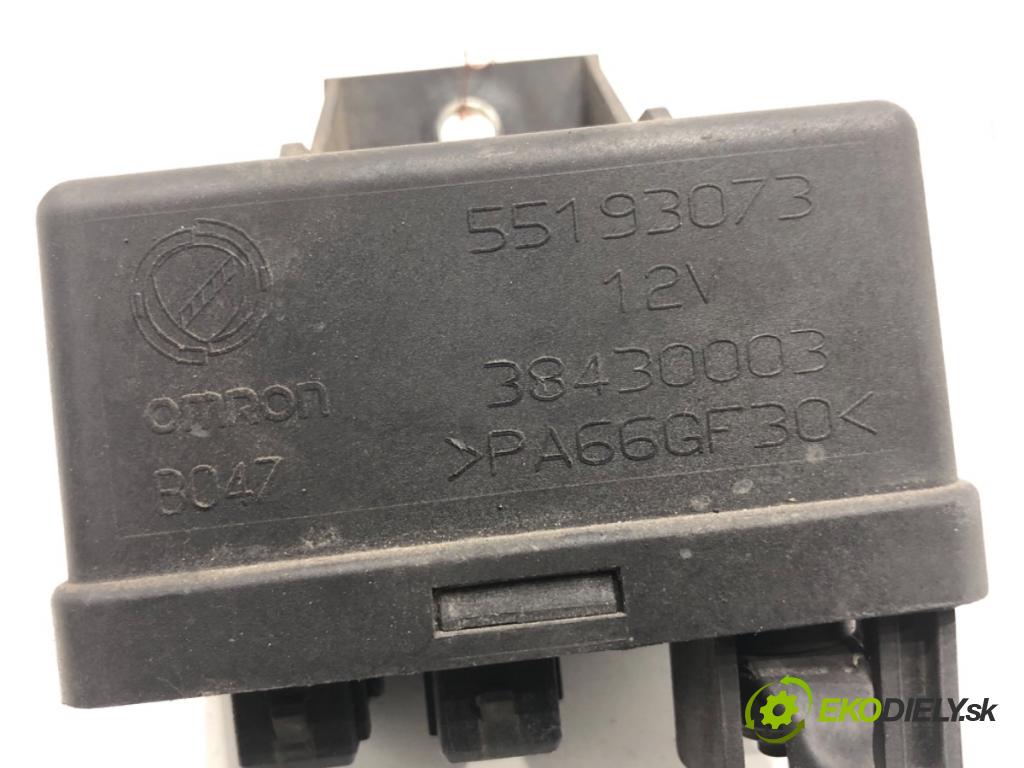 55193073
12V
38430003
>PA66GF30<
omron
B047
EKODIELY.sk